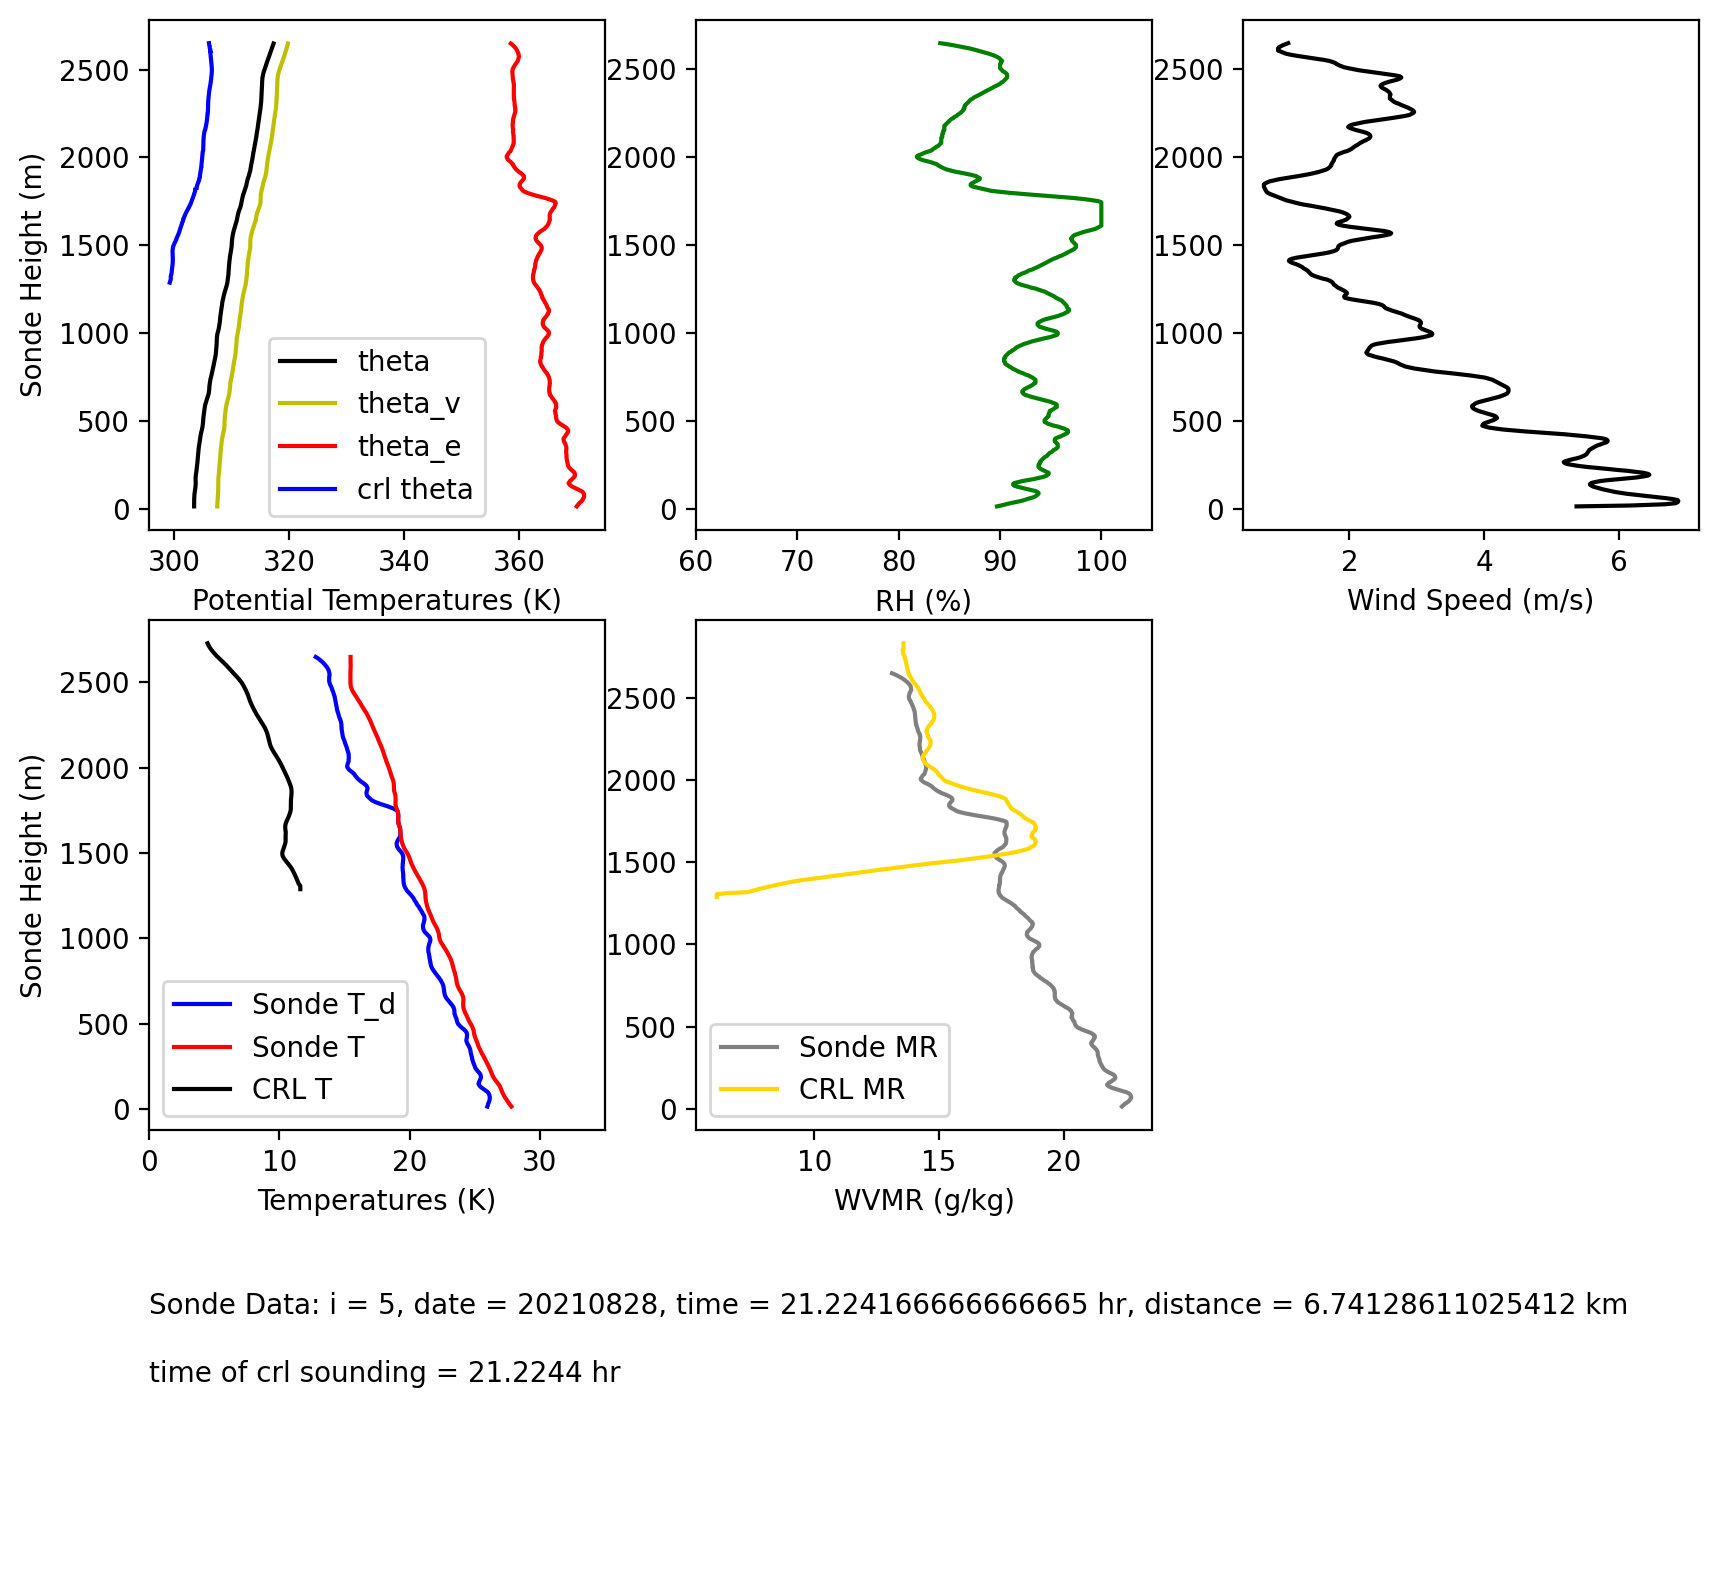 2500
2000
1500
1000
500
0
Sonde Height (m)
theta
theta_v
theta_e
crl theta
300 320 340 360
Potential Temperatures (K)
2500
2000
1500
1000
500
0
60 70 80 90 100
RH (%)
2500
2000
1500
1000
500
0
2 4 6
Wind Speed (m/s)
2500
2000
1500
1000
500
0
Sonde Height (m)
Sonde T_d
Sonde T
CRL T
0 10 20 30
Temperatures (K)
2500
2000
1500
1000
500
0
Sonde MR
CRL MR
10 15 20
WVMR (g/kg)
Sonde Data: i = 5, date = 20210828, time = 21.224166666666665 hr, distance = 6.74128611025412 km
time of crl sounding = 21.2244 hr